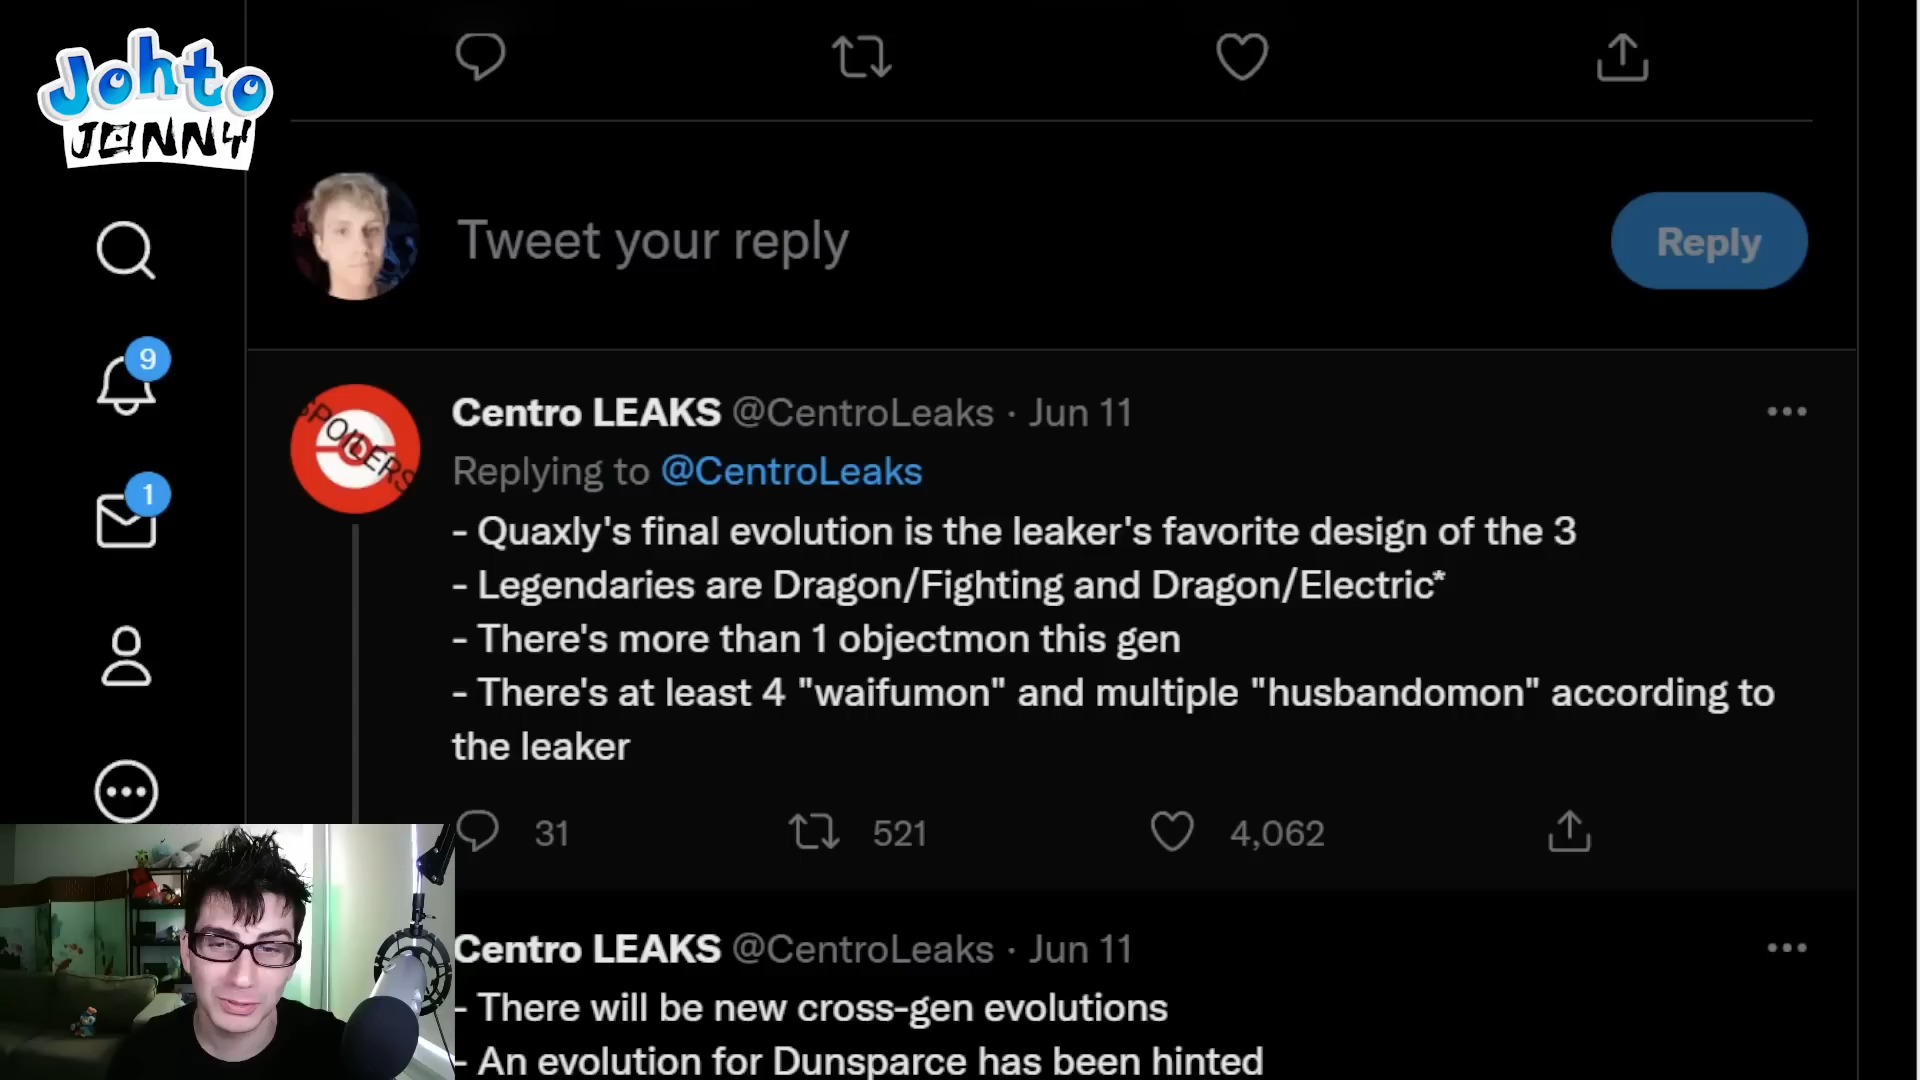 Johto
JONNY
Tweet your reply
Reply
9
Centro LEAKS @CentroLeaks · Jun 11
SPOILERS
Replying to @CentroLeaks
1
- Quaxly's final evolution is the leaker's favorite design of the 3
- Legendaries are Dragon/Fighting and Dragon/Electric*
- There's more than 1 objectmon this gen
- There's at least 4 "waifumon" and multiple "husbandomon" according to
the leaker
31 521 4,062
Centro LEAKS @CentroLeaks · Jun 11
- There will be new cross-gen evolutions
- An evolution for Dunsparce has been hinted